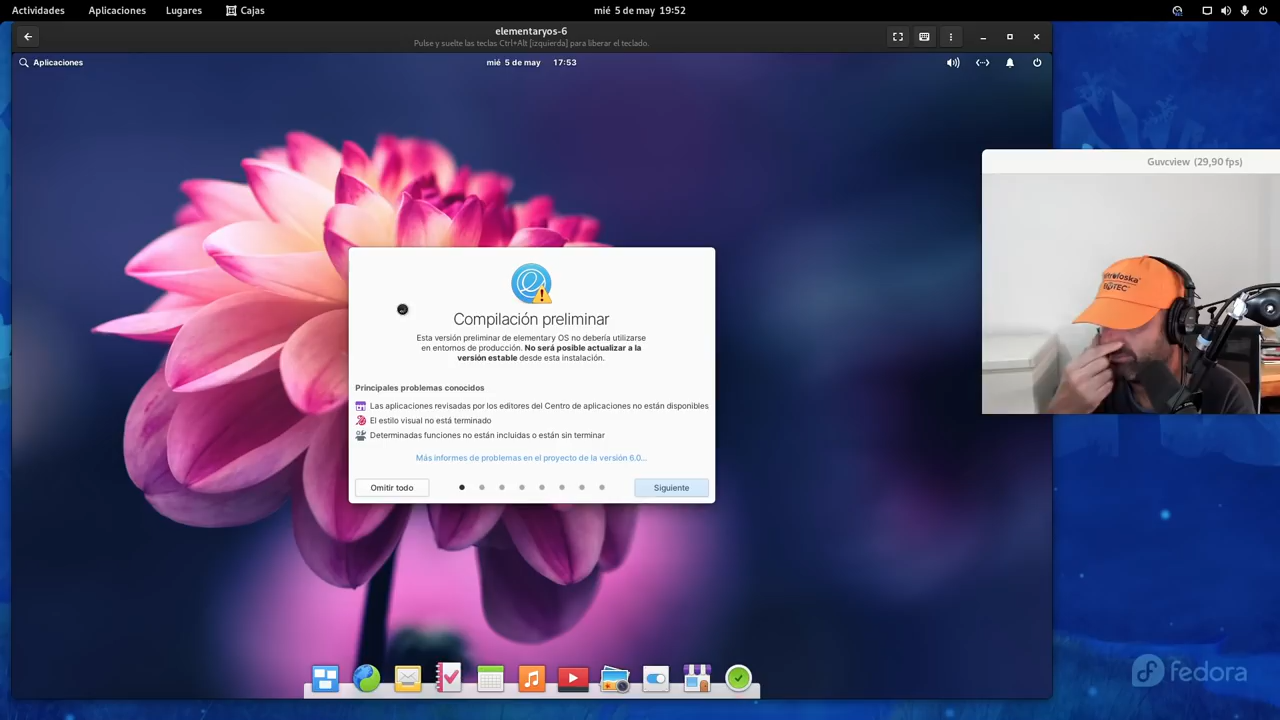 Actividades Aplicaciones Lugares Cajas mié 5 de may 19:52
elementaryos-6
Pulse y suelte las teclas Ctrl+Alt [izquierda] para liberar el teclado.
Aplicaciones mié 5 de may 17:53
Guvcview (29,90 fps)
Compilación preliminar
Esta versión preliminar de elementary OS no debería utilizarse
en entornos de producción. No será posible actualizar a la
versión estable desde esta instalación.
Principales problemas conocidos
Las aplicaciones revisadas por los editores del Centro de aplicaciones no están disponibles
El estilo visual no está terminado
Determinadas funciones no están incluidas o están sin terminar
Más informes de problemas en el proyecto de la versión 6.0...
Omitir todo Siguiente
fedora